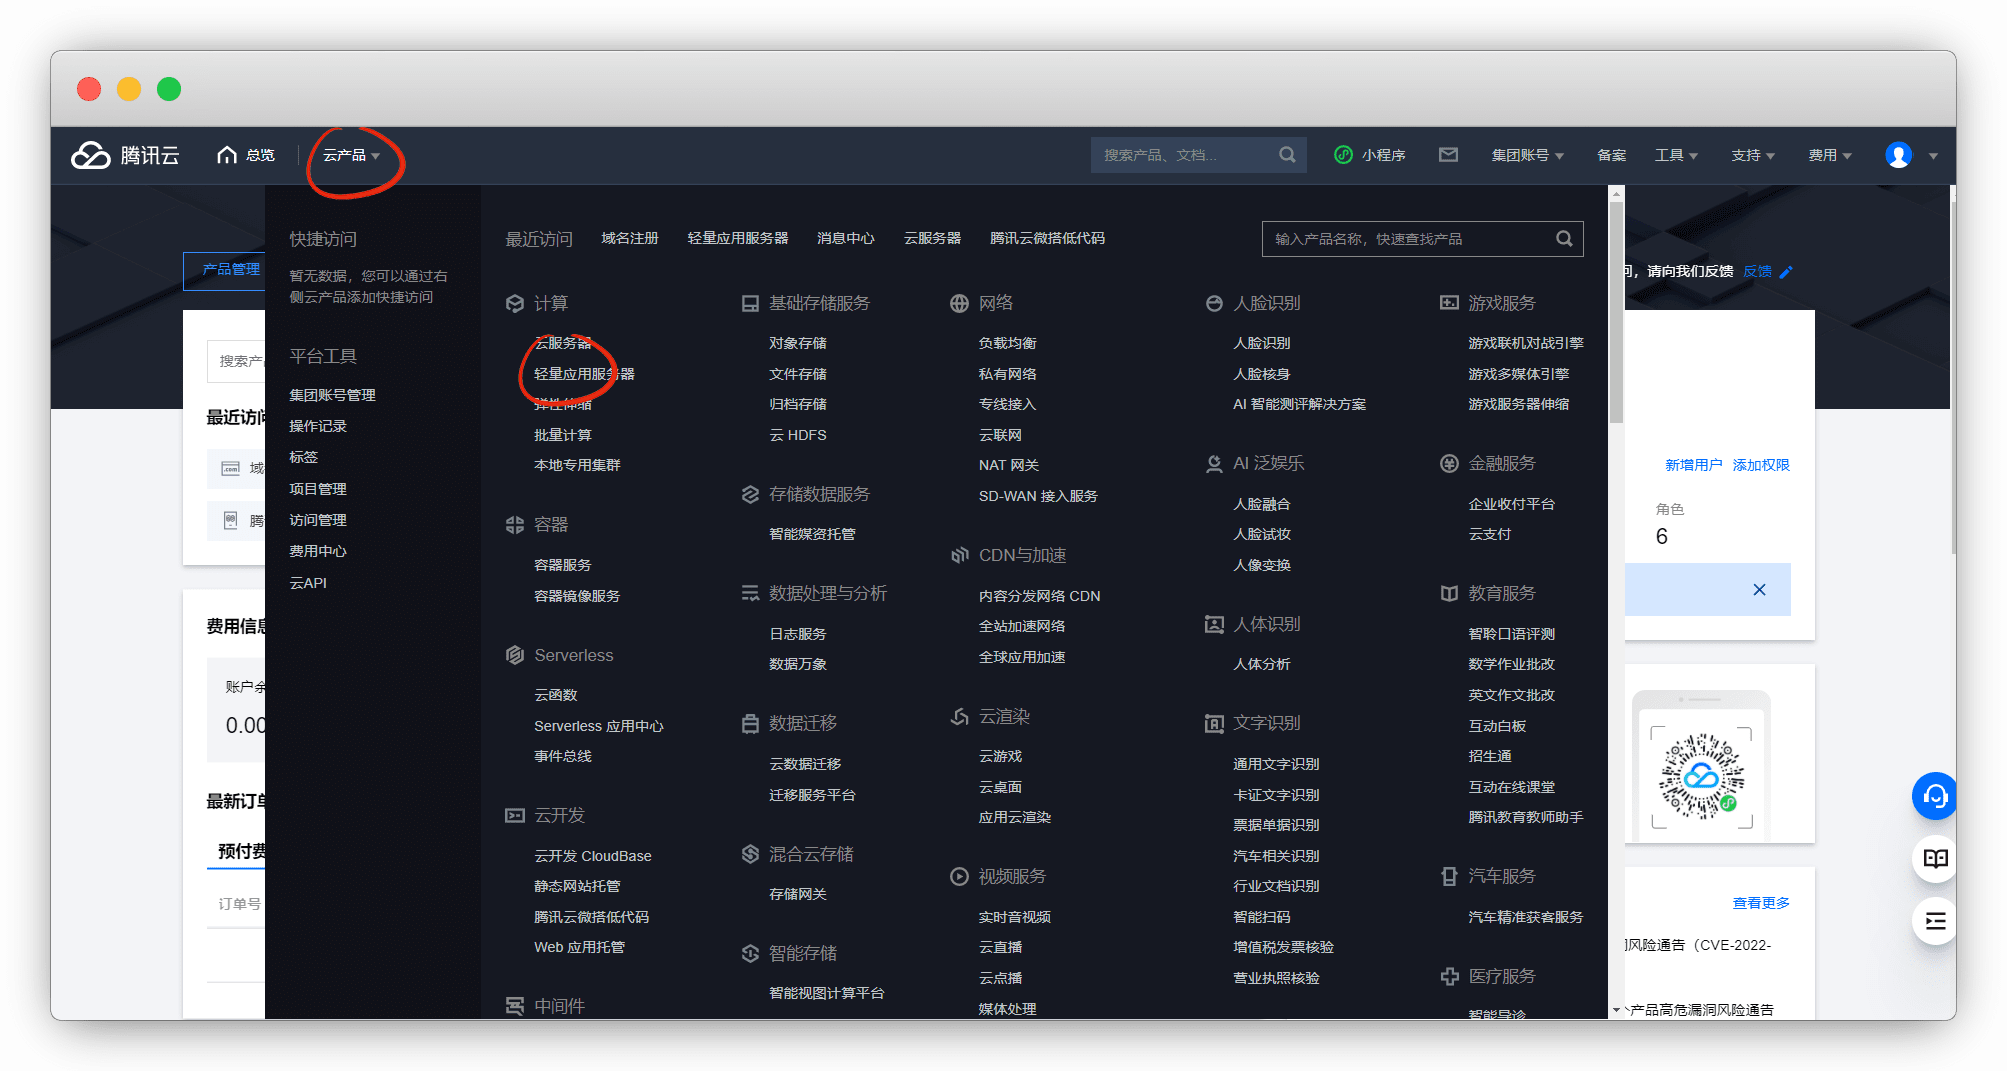 腾讯云
总览
云产品
搜索产品、文档...
小程序
集团账号
备案
工具
支持
费用
快捷访问
暂无数据，您可以通过右
侧云产品添加快捷访问
平台工具
集团账号管理
操作记录
标签
项目管理
访问管理
费用中心
云API
最近访问
域名注册
轻量应用服务器
消息中心
云服务器
腾讯云微搭低代码
输入产品名称，快速查找产品
计算
云服务器
轻量应用服务器
弹性伸缩
批量计算
本地专用集群
容器
容器服务
容器镜像服务
Serverless
云函数
Serverless 应用中心
事件总线
云开发
云开发 CloudBase
静态网站托管
腾讯云微搭低代码
Web 应用托管
中间件
基础存储服务
对象存储
文件存储
归档存储
云 HDFS
存储数据服务
智能媒资托管
数据处理与分析
日志服务
数据万象
数据迁移
云数据迁移
迁移服务平台
混合云存储
存储网关
智能存储
智能视图计算平台
网络
负载均衡
私有网络
专线接入
云联网
NAT 网关
SD-WAN 接入服务
CDN与加速
内容分发网络 CDN
全站加速网络
全球应用加速
云渲染
云游戏
云桌面
应用云渲染
视频服务
实时音视频
云直播
云点播
媒体处理
人脸识别
人脸识别
人脸核身
AI 智能测评解决方案
AI 泛娱乐
人脸融合
人脸试妆
人像变换
人体识别
人体分析
文字识别
通用文字识别
卡证文字识别
票据单据识别
汽车相关识别
行业文档识别
智能扫码
增值税发票核验
营业执照核验
游戏服务
游戏联机对战引擎
游戏多媒体引擎
游戏服务器伸缩
金融服务
企业收付平台
云支付
教育服务
智聆口语评测
数学作业批改
英文作文批改
互动白板
招生通
互动在线课堂
腾讯教育教师助手
汽车服务
汽车精准获客服务
医疗服务
智能导诊
产品管理
搜索产
最近访问
.com
域
腾
费用信息
账户余
0.00
最新订单
预付费
订单号
问，请向我们反馈 反馈
新增用户 添加权限
角色
6
查看更多
风险通告（CVE-2022-
个产品高危漏洞风险通告